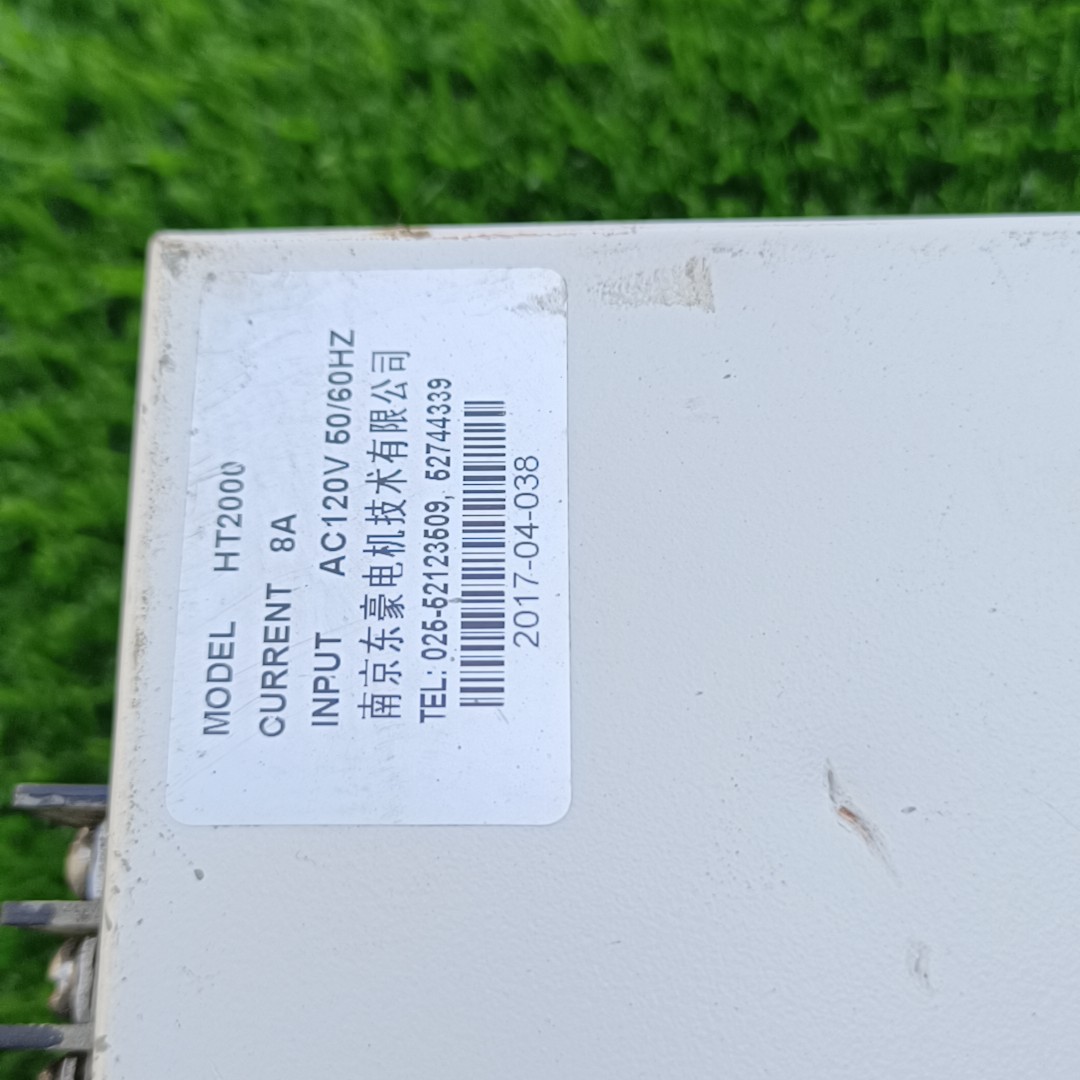 MODEL HT2000
CURRENT 8A
INPUT AC120V 50/60HZ
南京东豪电机技术有限公司
TEL: 025-52123509, 52744339
2017-04-038